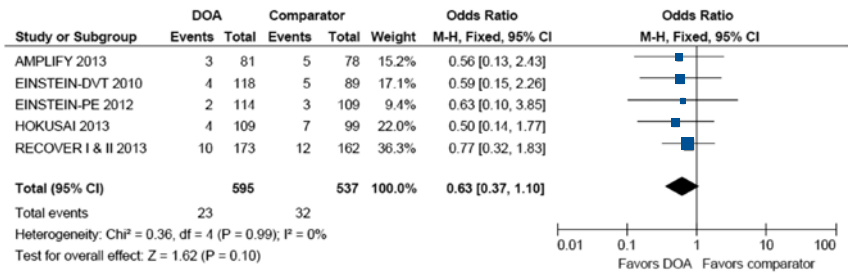 DOA Comparator Odds Ratio Odds Ratio
Study or Subgroup Events Total Events Total Weight M-H, Fixed, 95% CI M-H, Fixed, 95% CI
AMPLIFY 2013 3 81 5 78 15.2% 0.56 [0.13, 2.43]
EINSTEIN-DVT 2010 4 118 5 89 17.1% 0.59 [0.15, 2.26]
EINSTEIN-PE 2012 2 114 3 109 9.4% 0.63 [0.10, 3.85]
HOKUSAI 2013 4 109 7 99 22.0% 0.50 [0.14, 1.77]
RECOVER I & II 2013 10 173 12 162 36.3% 0.77 [0.32, 1.83]
Total (95% CI) 595 537 100.0% 0.63 [0.37, 1.10]
Total events 23 32
Heterogeneity: Chi² = 0.36, df = 4 (P = 0.99); I² = 0%
Test for overall effect: Z = 1.62 (P = 0.10)
0.01 0.1 1 10 100
Favors DOA Favors comparator